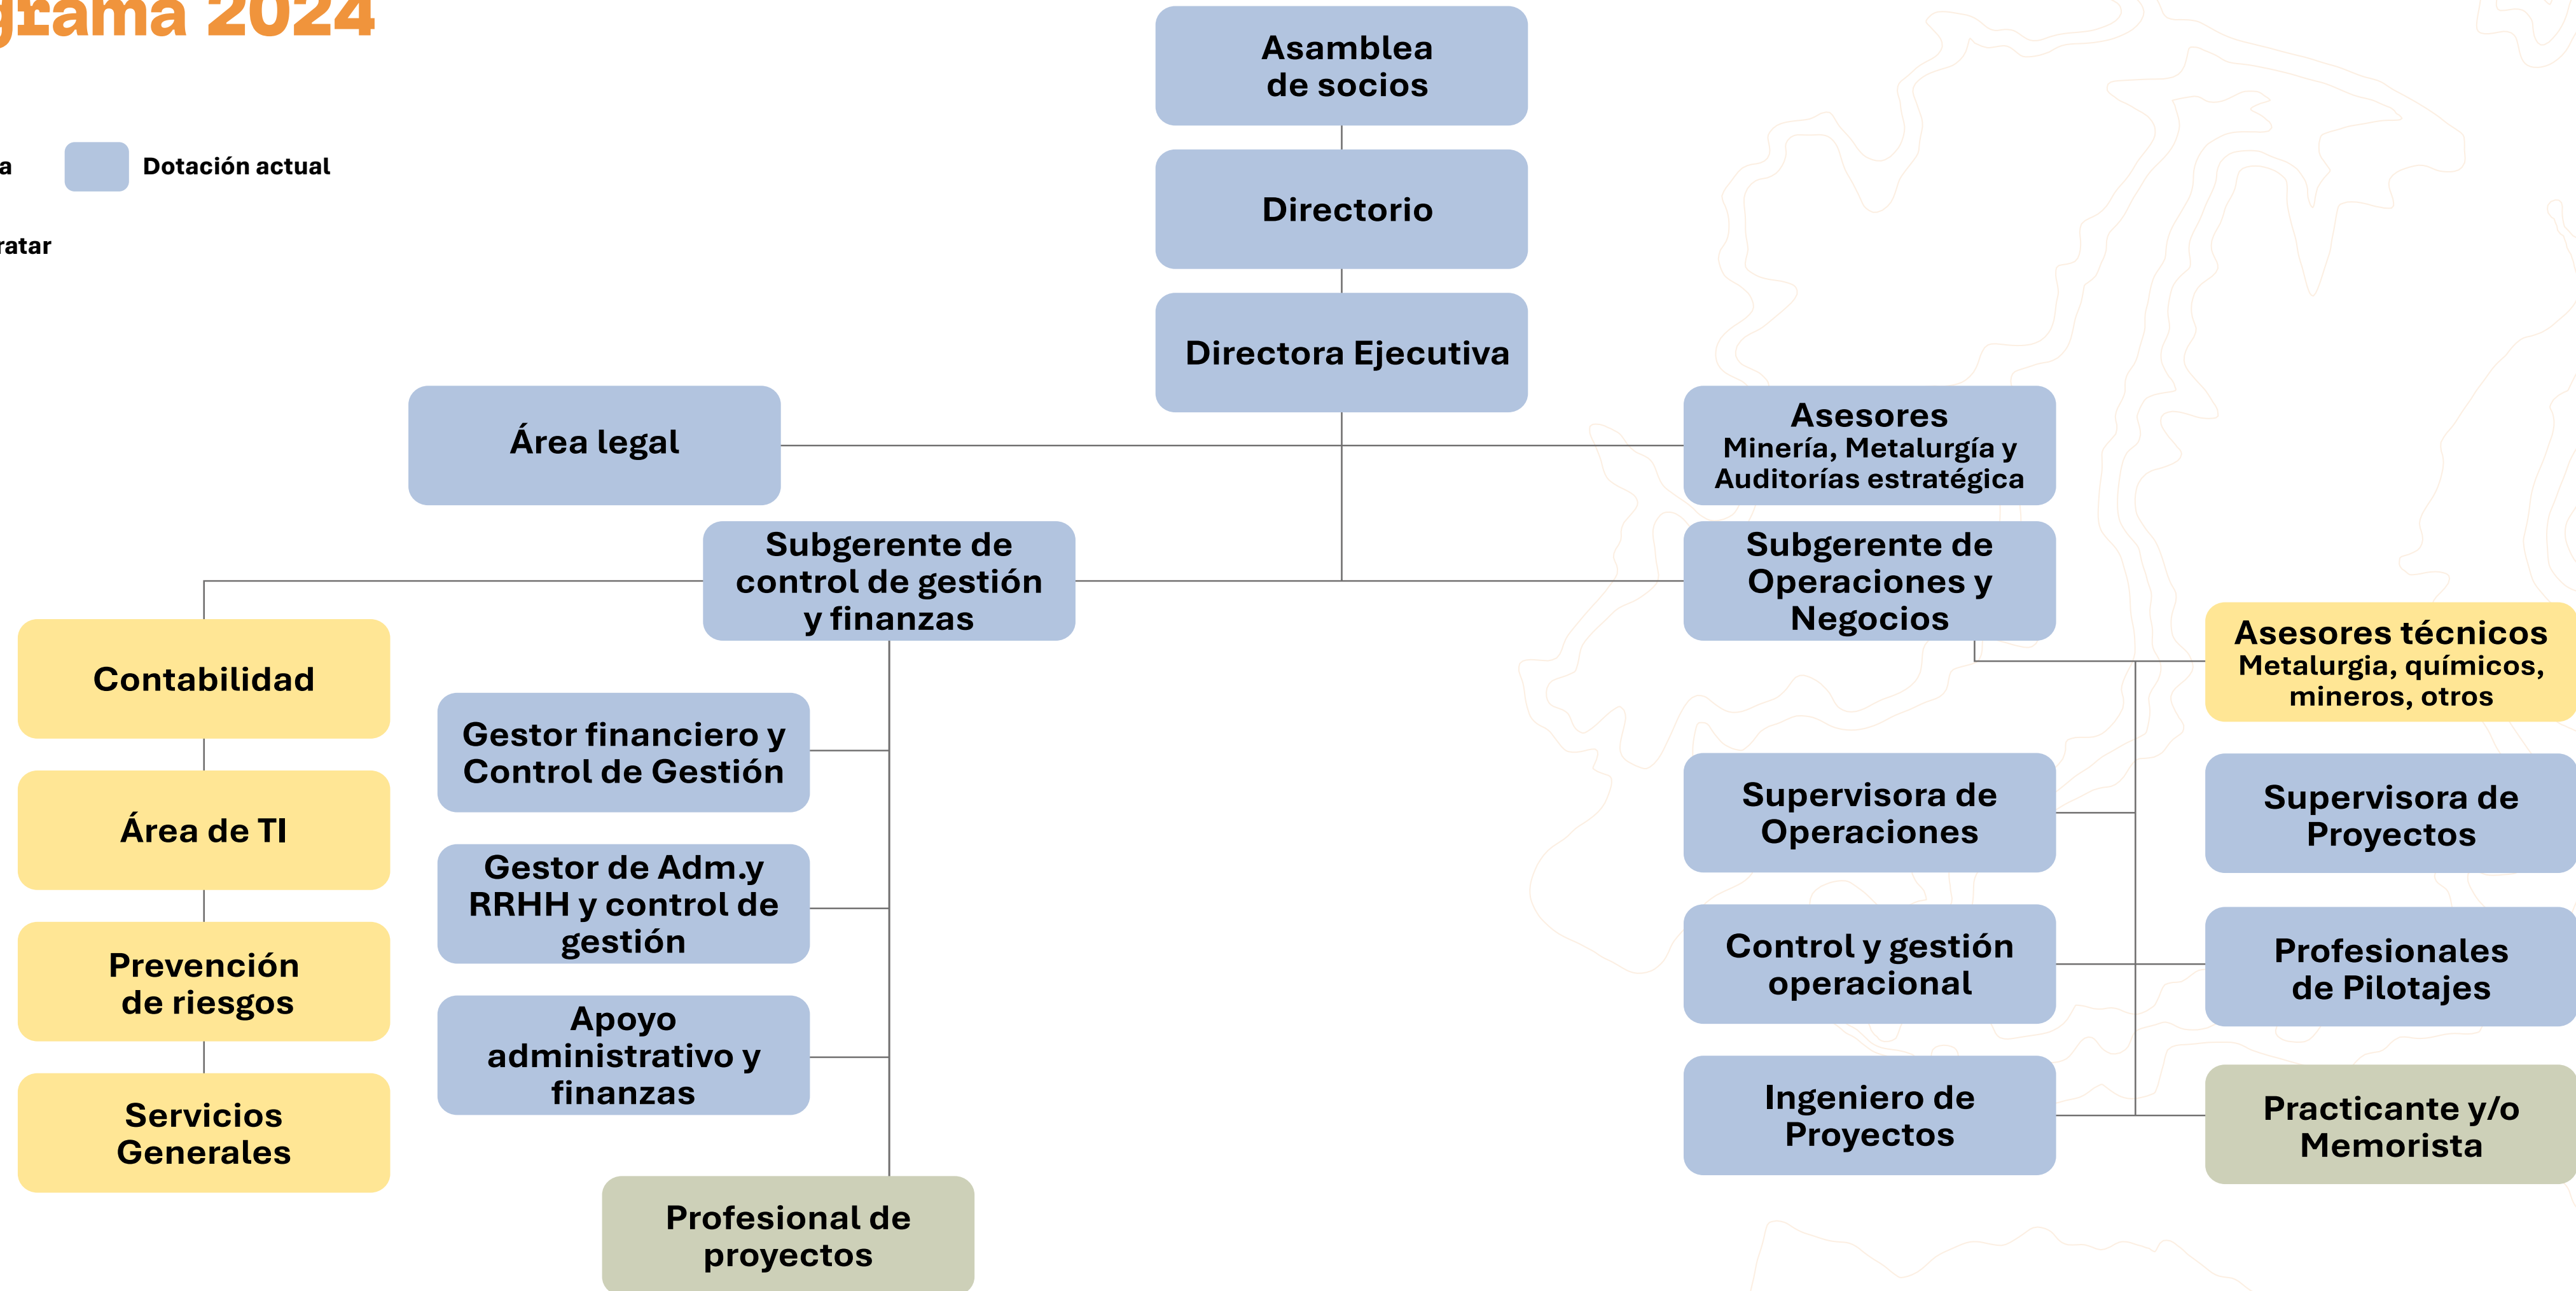 grama 2024
a
Dotación actual
ratar
Asamblea
de socios
Directorio
Directora Ejecutiva
Área legal
Asesores
Minería, Metalurgía y
Auditorías estratégica
Subgerente de
control de gestión
y finanzas
Subgerente de
Operaciones y
Negocios
Contabilidad
Área de TI
Prevención
de riesgos
Servicios
Generales
Gestor financiero y
Control de Gestión
Gestor de Adm.y
RRHH y control de
gestión
Apoyo
administrativo y
finanzas
Profesional de
proyectos
Asesores técnicos
Metalurgia, químicos,
mineros, otros
Supervisora de
Operaciones
Control y gestión
operacional
Ingeniero de
Proyectos
Supervisora de
Proyectos
Profesionales
de Pilotajes
Practicante y/o
Memorista